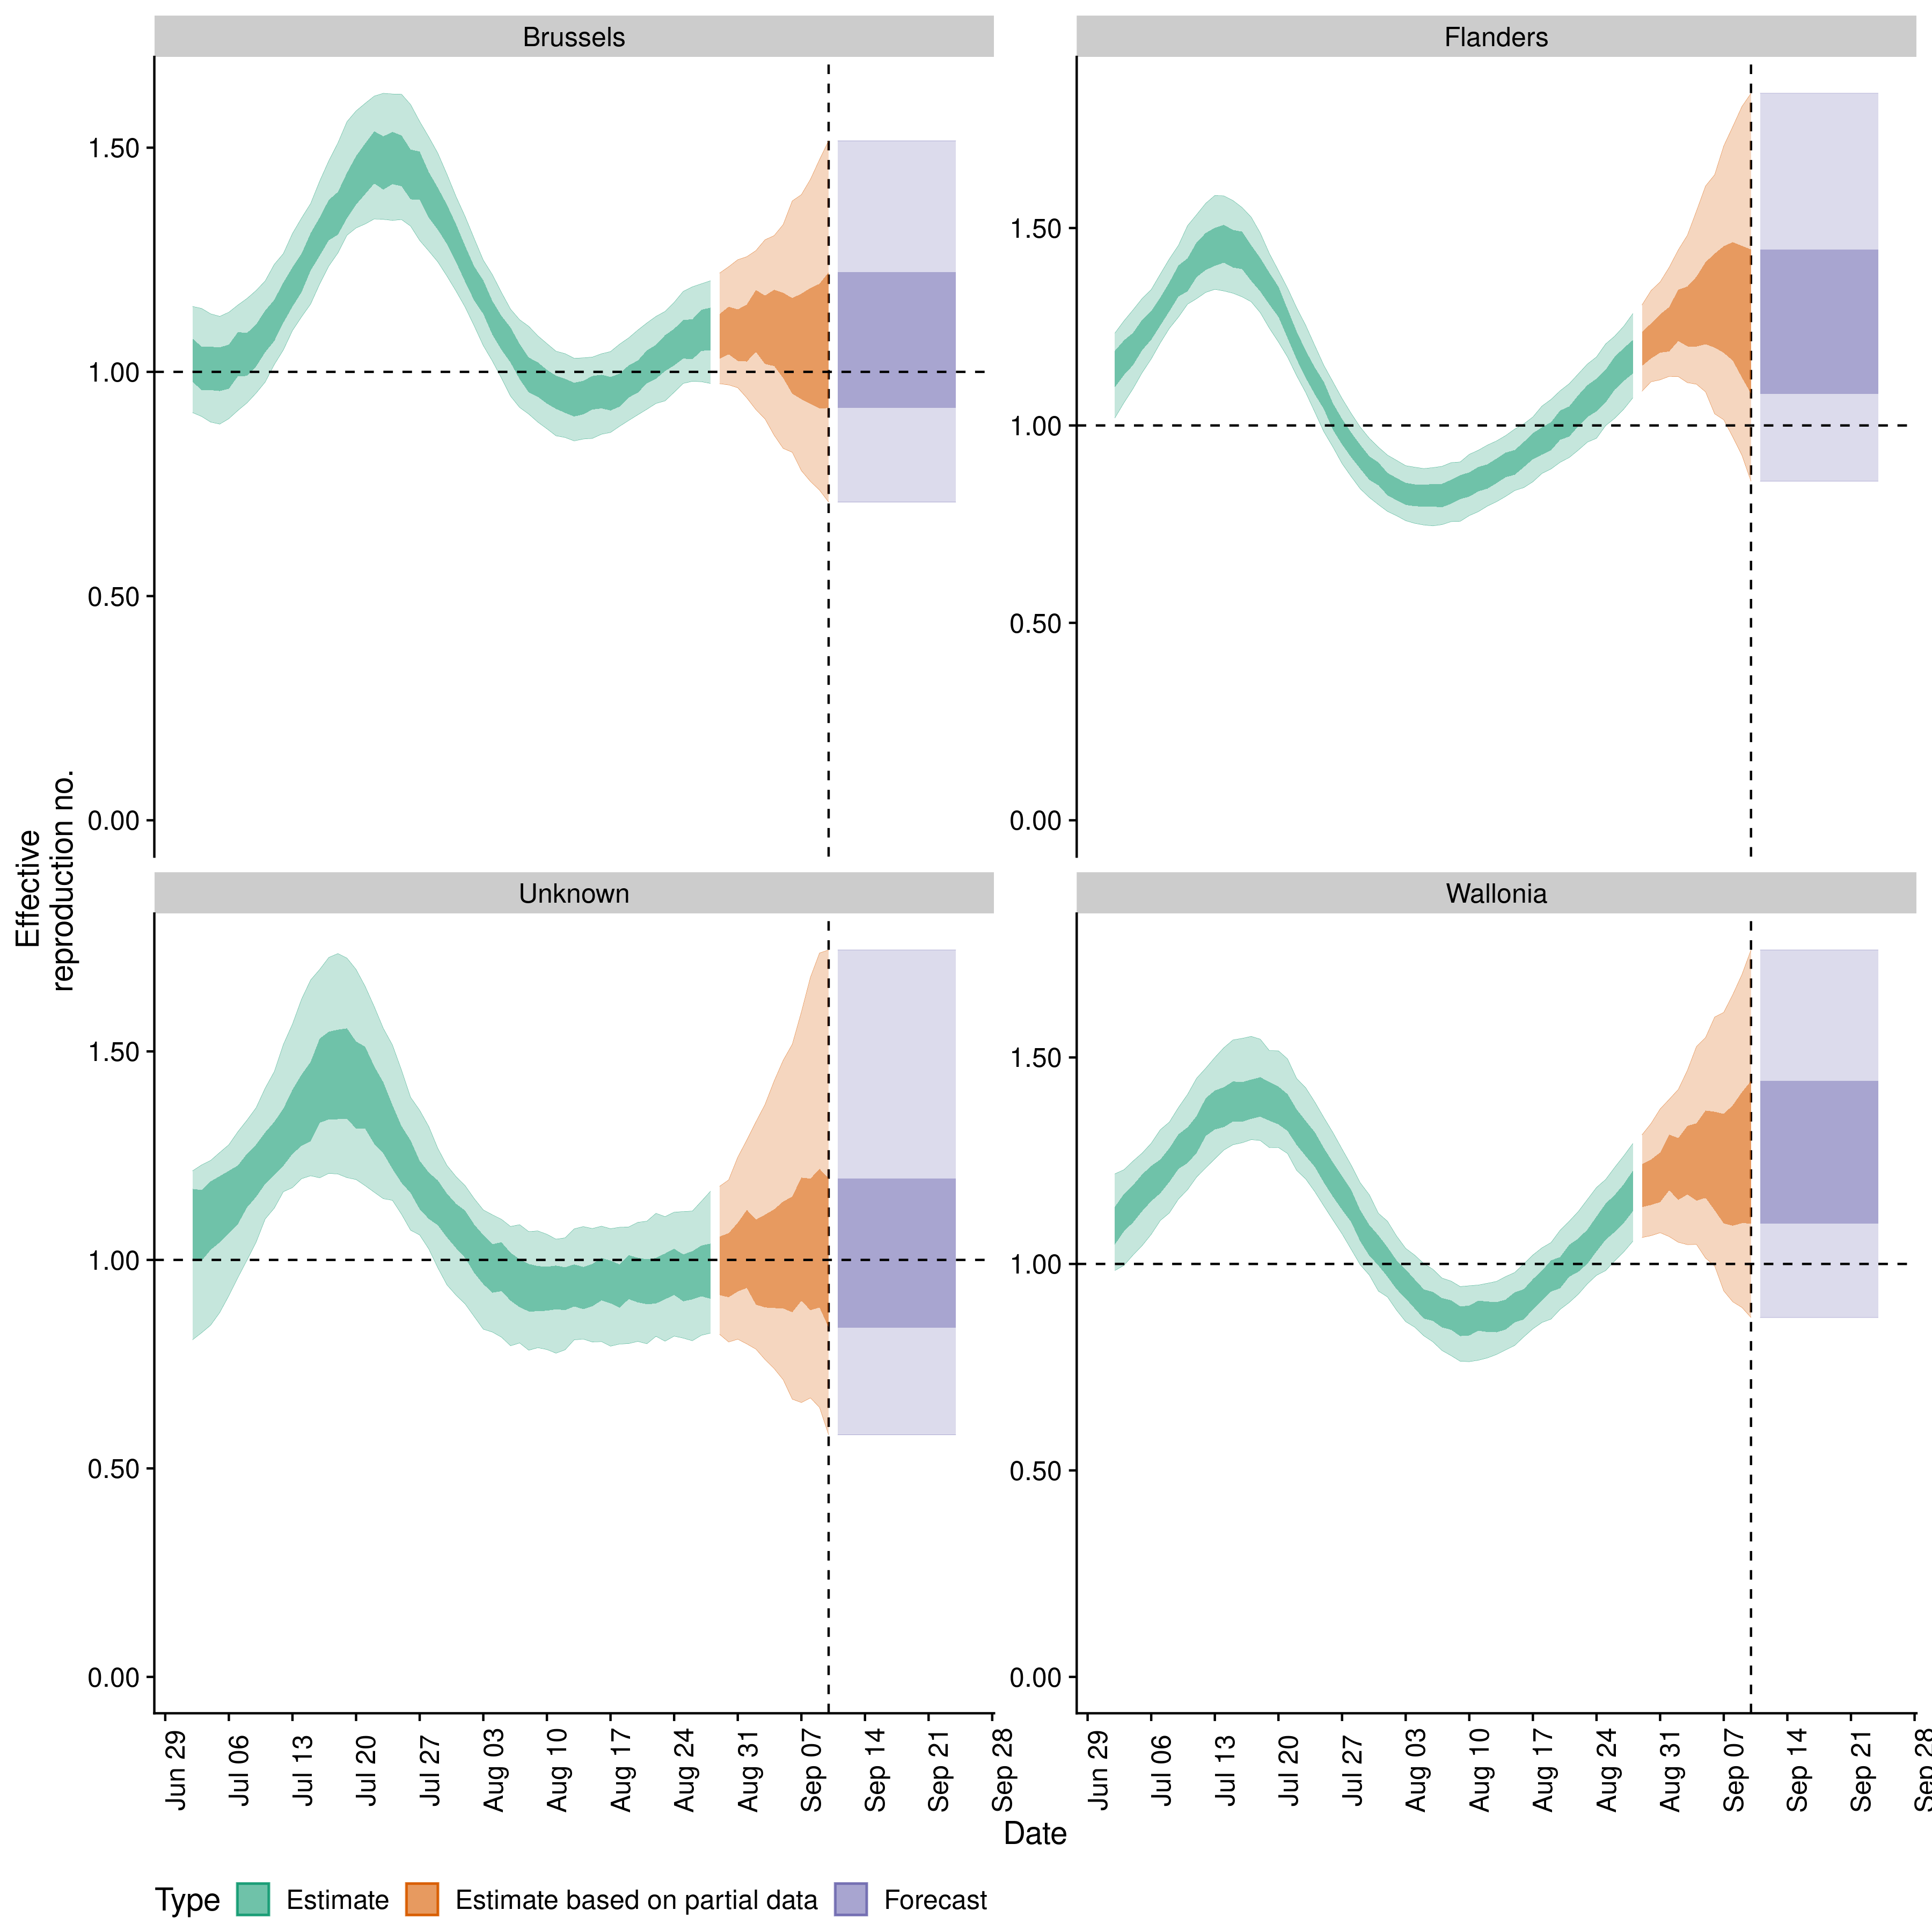 Brussels
Flanders
1.50
1.00
0.50
0.00
1.50
1.00
0.50
0.00
Effective
reproduction no.
Unknown
Wallonia
1.50
1.00
0.50
0.00
1.50
1.00
0.50
0.00
Jun 29
Jul 06
Jul 13
Jul 20
Jul 27
Aug 03
Aug 10
Aug 17
Aug 24
Aug 31
Sep 07
Sep 14
Sep 21
Sep 28
Jun 29
Jul 06
Jul 13
Jul 20
Jul 27
Aug 03
Aug 10
Aug 17
Aug 24
Aug 31
Sep 07
Sep 14
Sep 21
Sep 28
Date
Type Estimate Estimate based on partial data Forecast